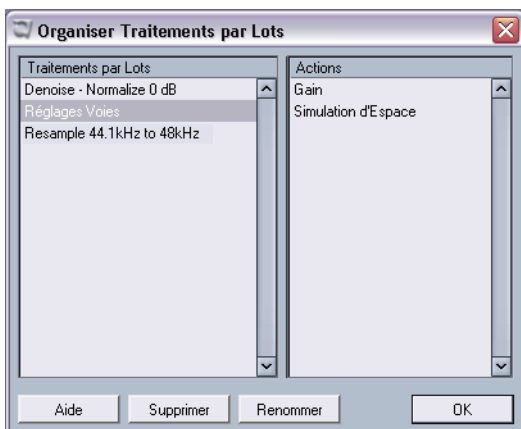 Organiser Traitements par Lots
Traitements par Lots
Denoise - Normalize 0 dB
Réglages Voies
Resample 44.1kHz to 48kHz
Actions
Gain
Simulation d'Espace
Aide
Supprimer
Renommer
OK